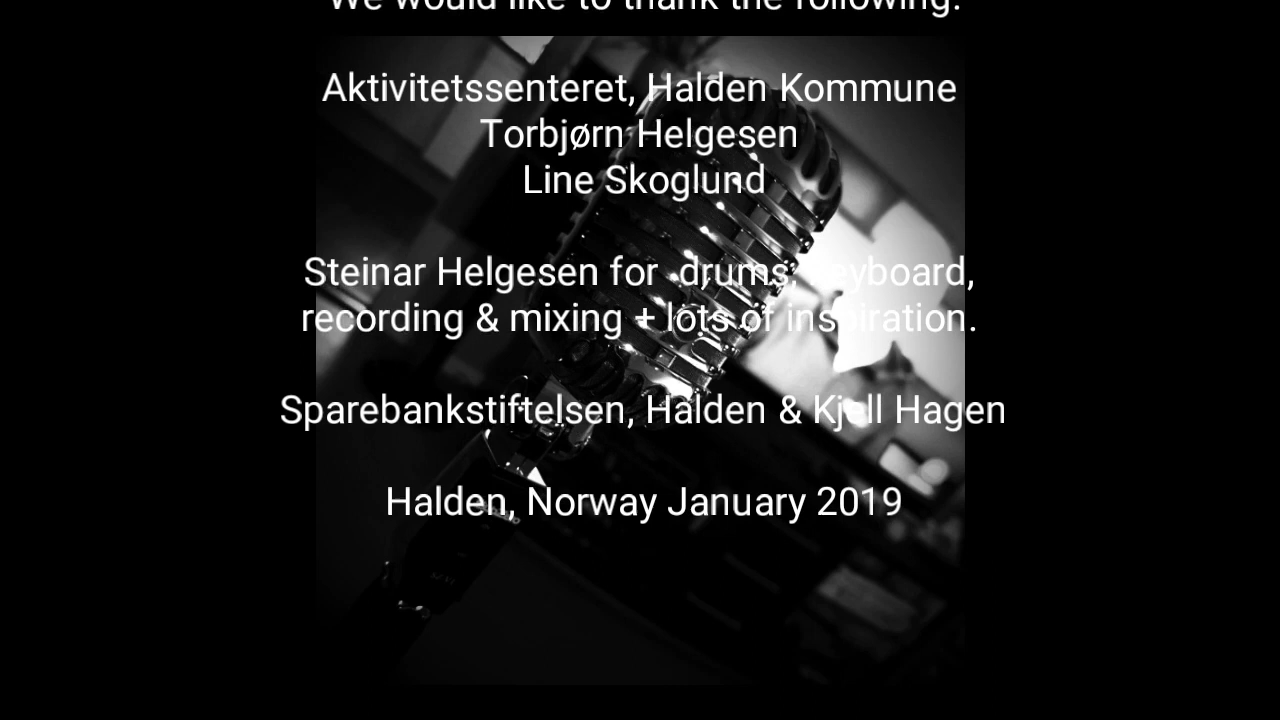 We would like to thank the following:
Aktivitetssenteret, Halden Kommune
Torbjørn Helgesen
Line Skoglund
Steinar Helgesen for drums, keyboard,
recording & mixing + lots of inspiration.
Sparebankstiftelsen, Halden & Kjell Hagen
Halden, Norway January 2019